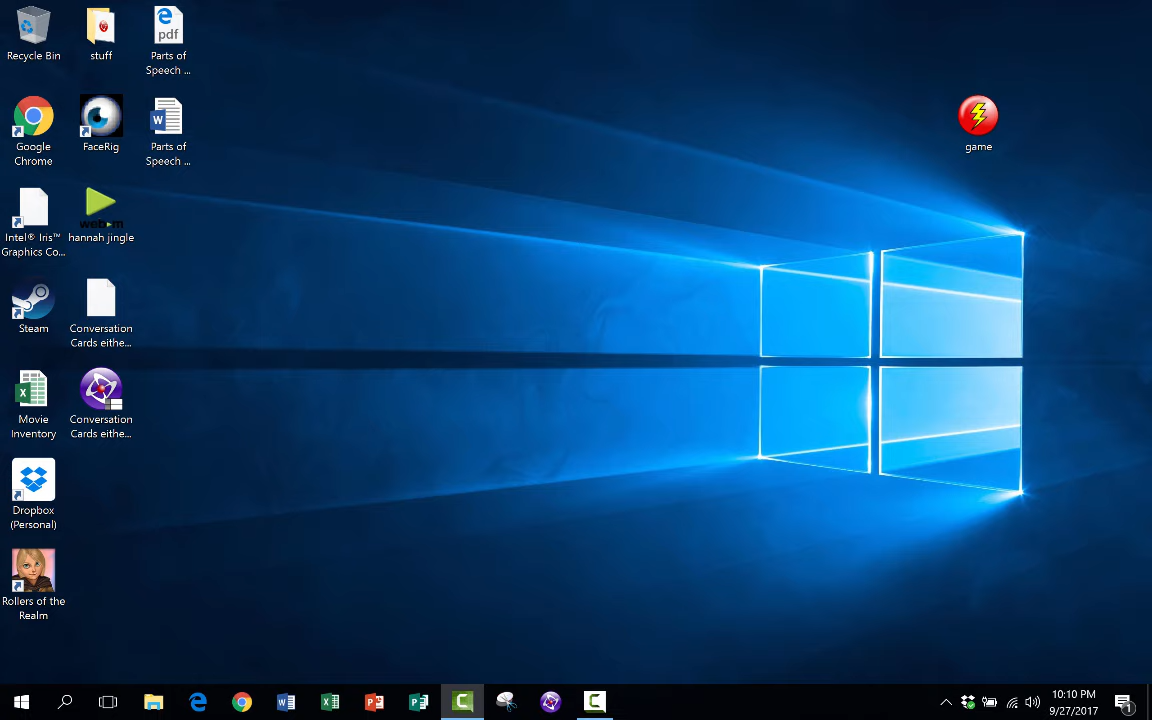 Recycle Bin
stuff
Parts of
Speech ...
Google
Chrome
FaceRig
Parts of
Speech ...
game
Intel® Iris™
Graphics Co...
hannah jingle
Steam
Conversation
Cards eithe...
Movie
Inventory
Conversation
Cards eithe...
Dropbox
(Personal)
Rollers of the
Realm
pdf
web m
10:10 PM
9/27/2017
1